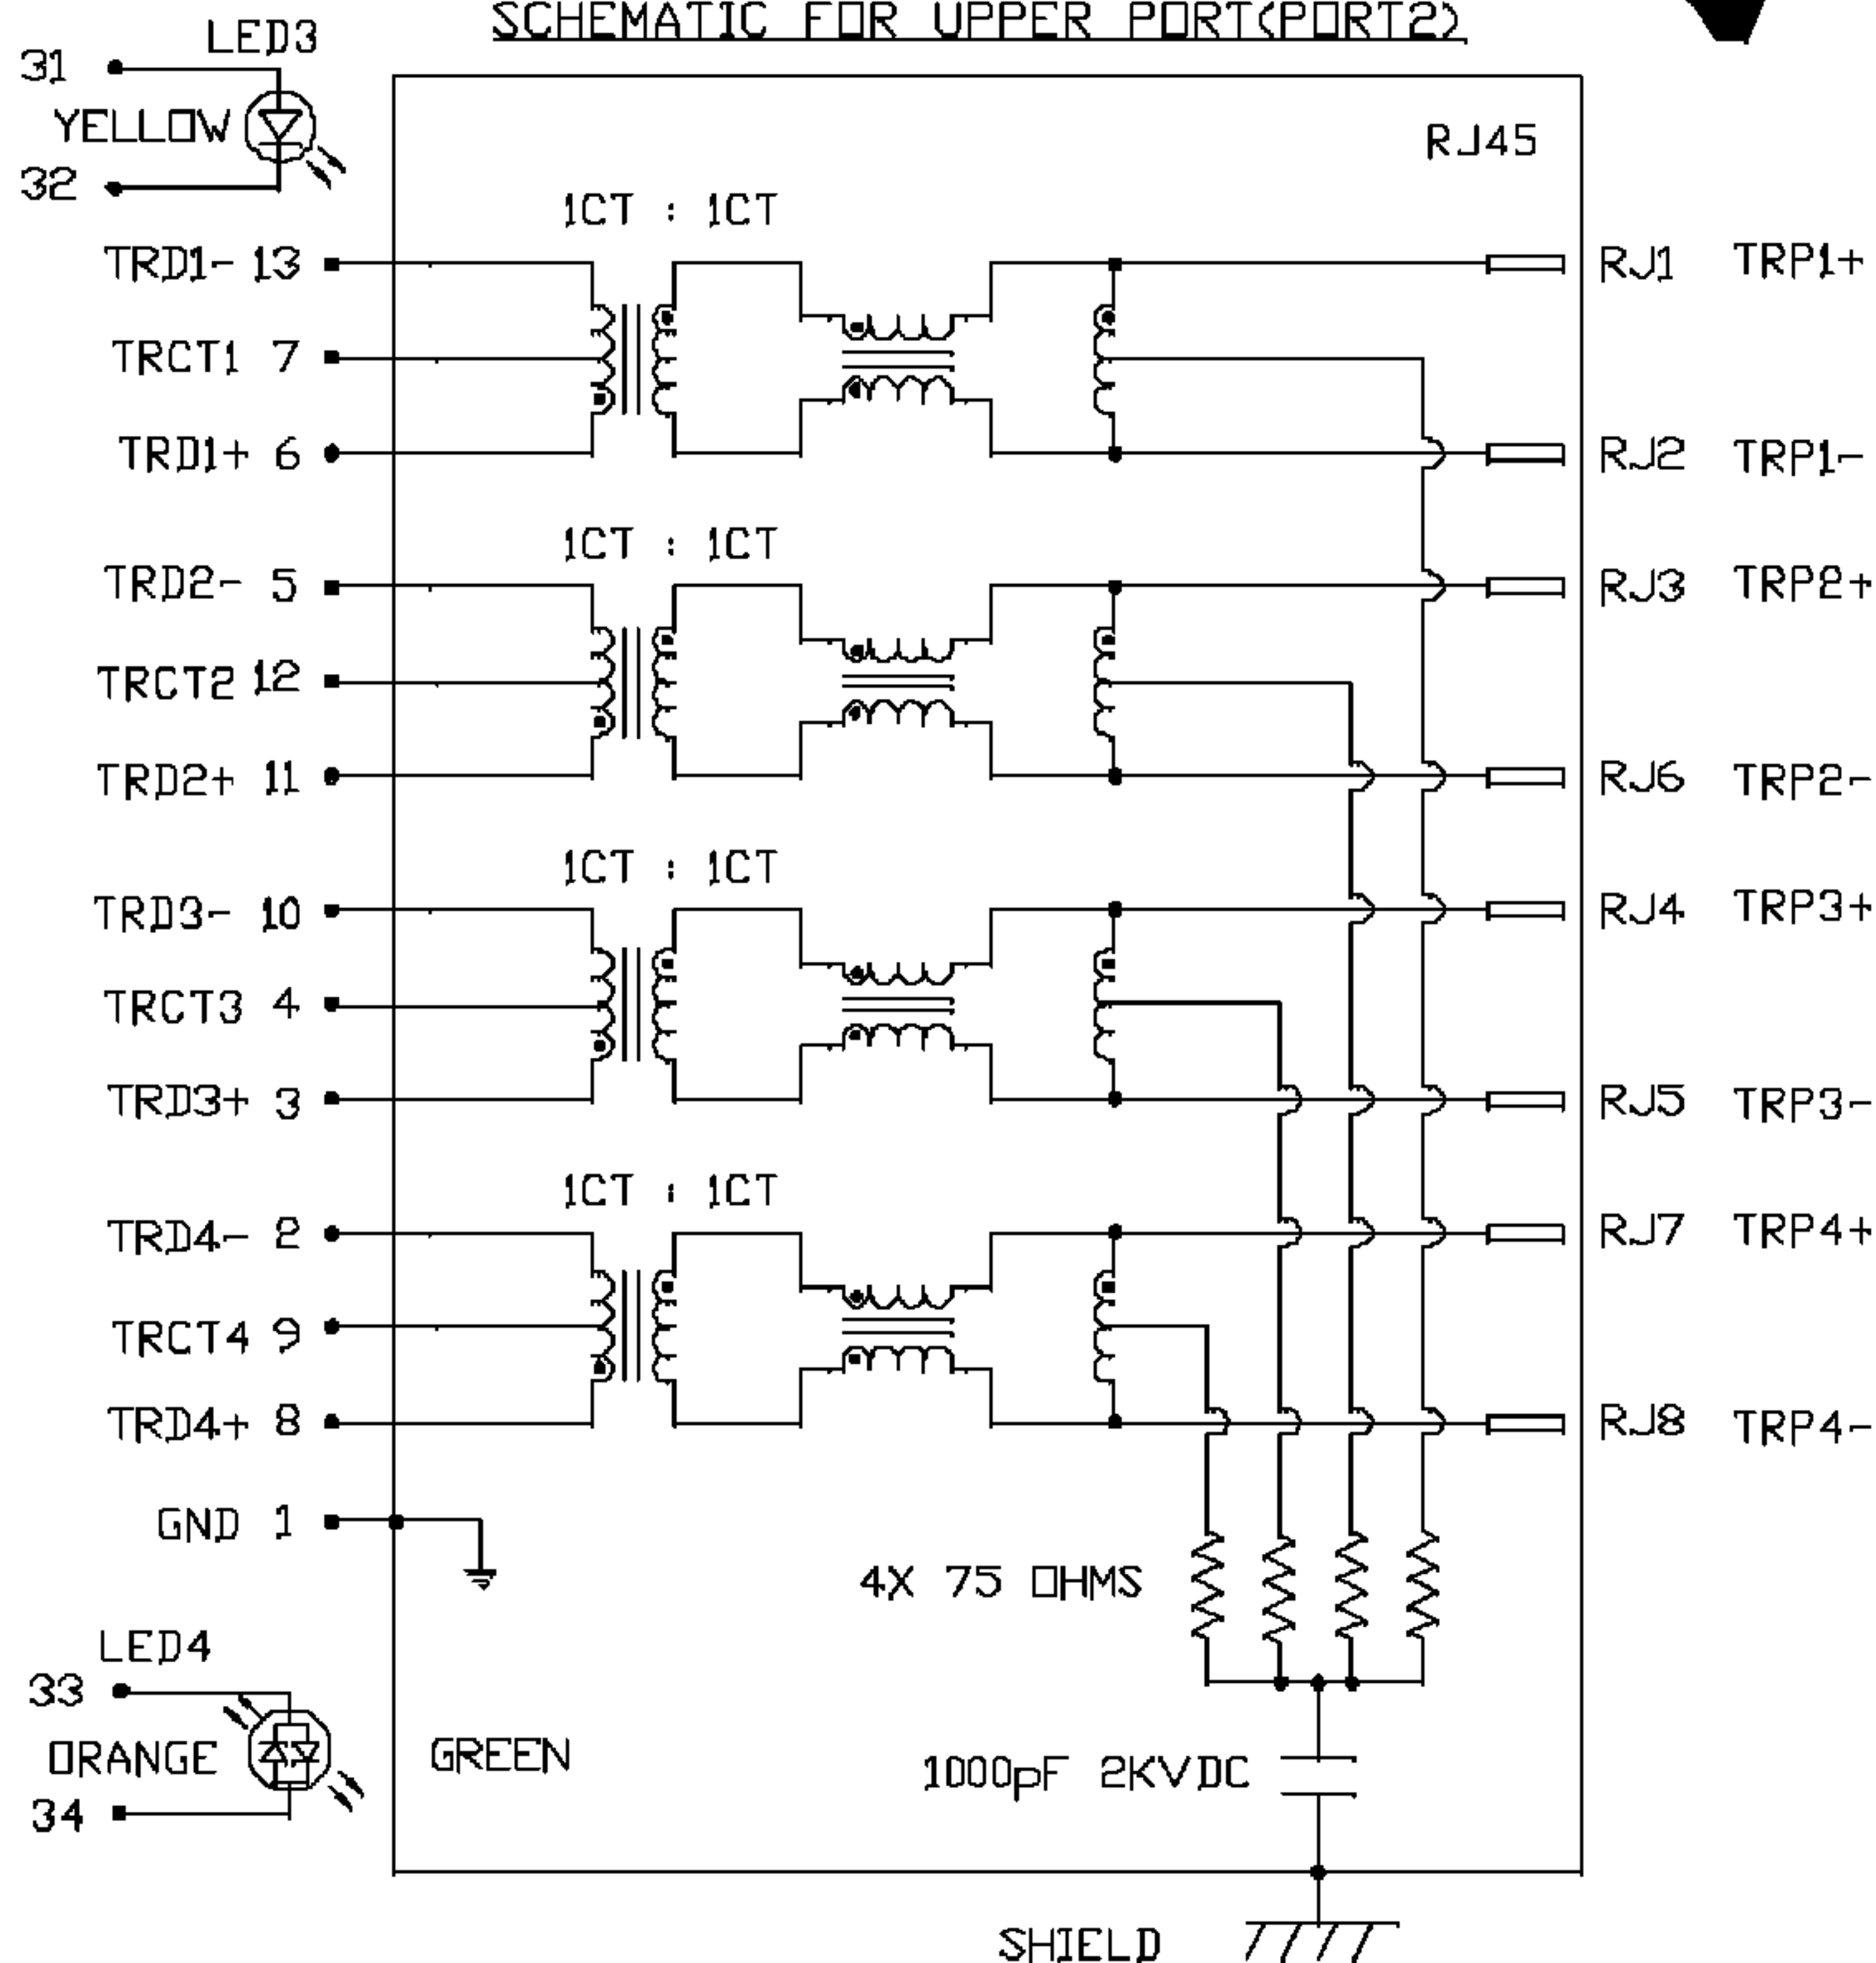 SCHEMATIC FOR UPPER PORT(PORT2)
LED3
31
YELLOW
32
RJ45
1CT : 1CT
TRD1- 13
RJ1 TRP1+
TRCT1 7
TRD1+ 6
RJ2 TRP1-
1CT : 1CT
TRD2- 5
RJ3 TRP2+
TRCT2 12
TRD2+ 11
RJ6 TRP2-
1CT : 1CT
TRD3- 10
RJ4 TRP3+
TRCT3 4
TRD3+ 3
RJ5 TRP3-
1CT : 1CT
TRD4- 2
RJ7 TRP4+
TRCT4 9
TRD4+ 8
RJ8 TRP4-
GND 1
4X 75 OHMS
LED4
33
ORANGE
GREEN
34
1000pF 2KVDC
SHIELD